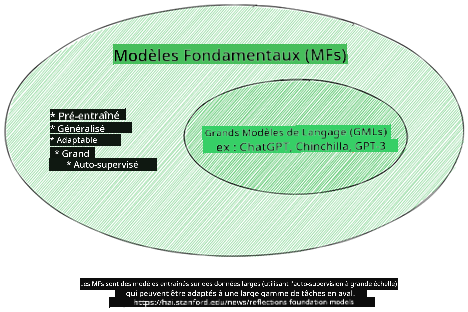 Modèles Fondamentaux (MFs)
* Pré-entraîné
* Généralisé
* Adaptable
* Grand
* Auto-supervisé
Grands Modèles de Langage (GMLs)
ex : ChatGPT, Chinchilla, GPT 3
Les MFs sont des modèles entraînés sur des données larges (utilisant l'auto-supervision à grande échelle)
qui peuvent être adaptés à une large gamme de tâches en aval.
https://hai.stanford.edu/news/reflections foundation models